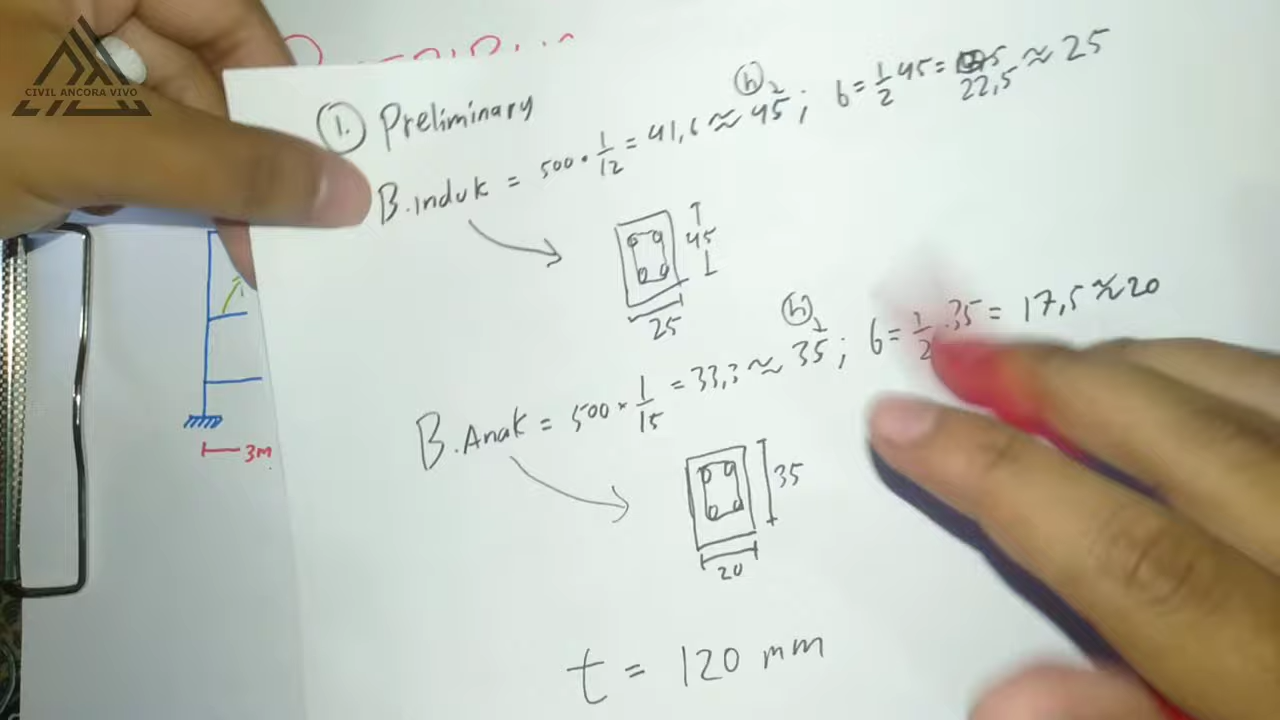 CIVIL ANCORA VIVO
1. Preliminary
B.induk = 500 . 1/12 = 41,6 ≈ 45 ; b = 1/2 45 = 22,5 ≈ 25
h
45
25
B.Anak = 500 × 1/15 = 33,3 ≈ 35 ; b = 1/2 . 35 = 17,5 ≈ 20
h
35
20
3M
t = 120 mm